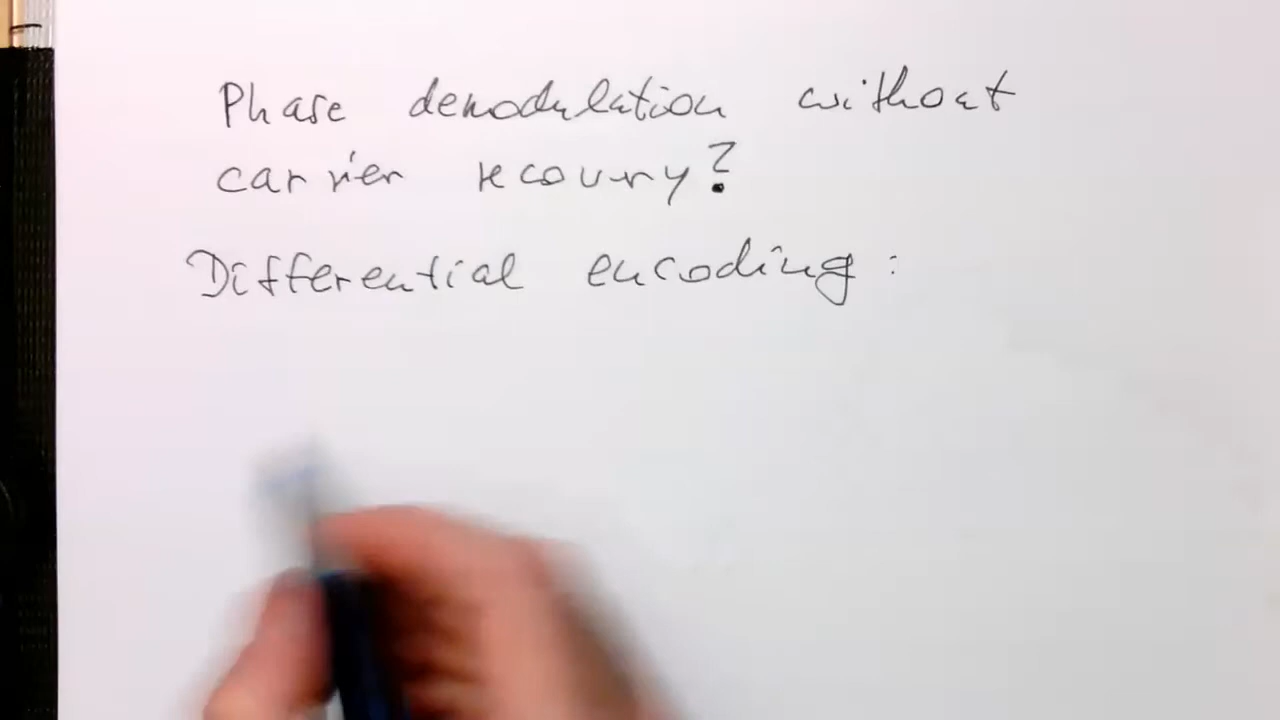 Phase demodulation without
carrier recovery?
Differential encoding: